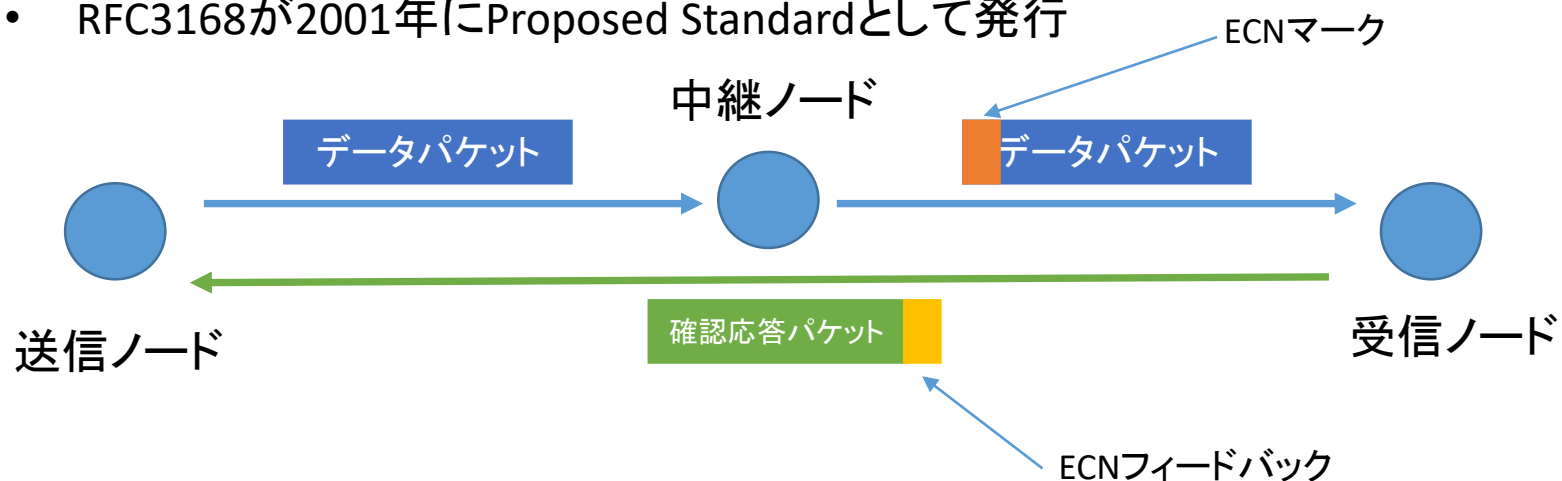 • RFC3168が2001年にProposed Standardとして発行
ECNマーク
中継ノード
データパケット
データパケット
送信ノード
確認応答パケット
受信ノード
ECNフィードバック